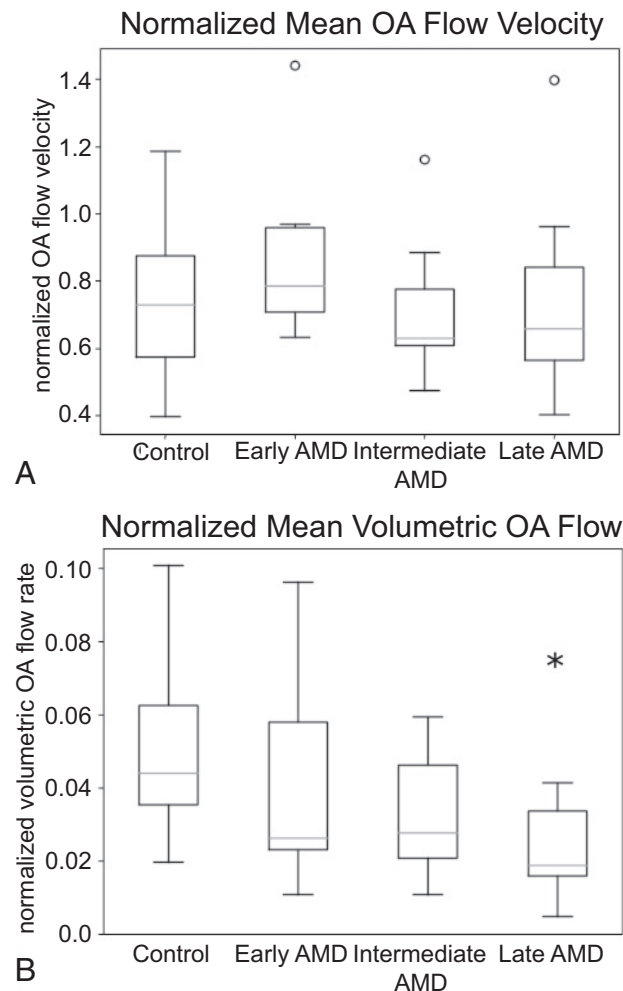 Normalized Mean OA Flow Velocity
normalized OA flow velocity
1.4
1.2
1.0
0.8
0.6
0.4
Control Early AMD Intermediate AMD Late AMD
A
Normalized Mean Volumetric OA Flow
normalized volumetric OA flow rate
0.10
0.08
*
0.06
0.04
0.02
0.0
Control Early AMD Intermediate AMD Late AMD
B